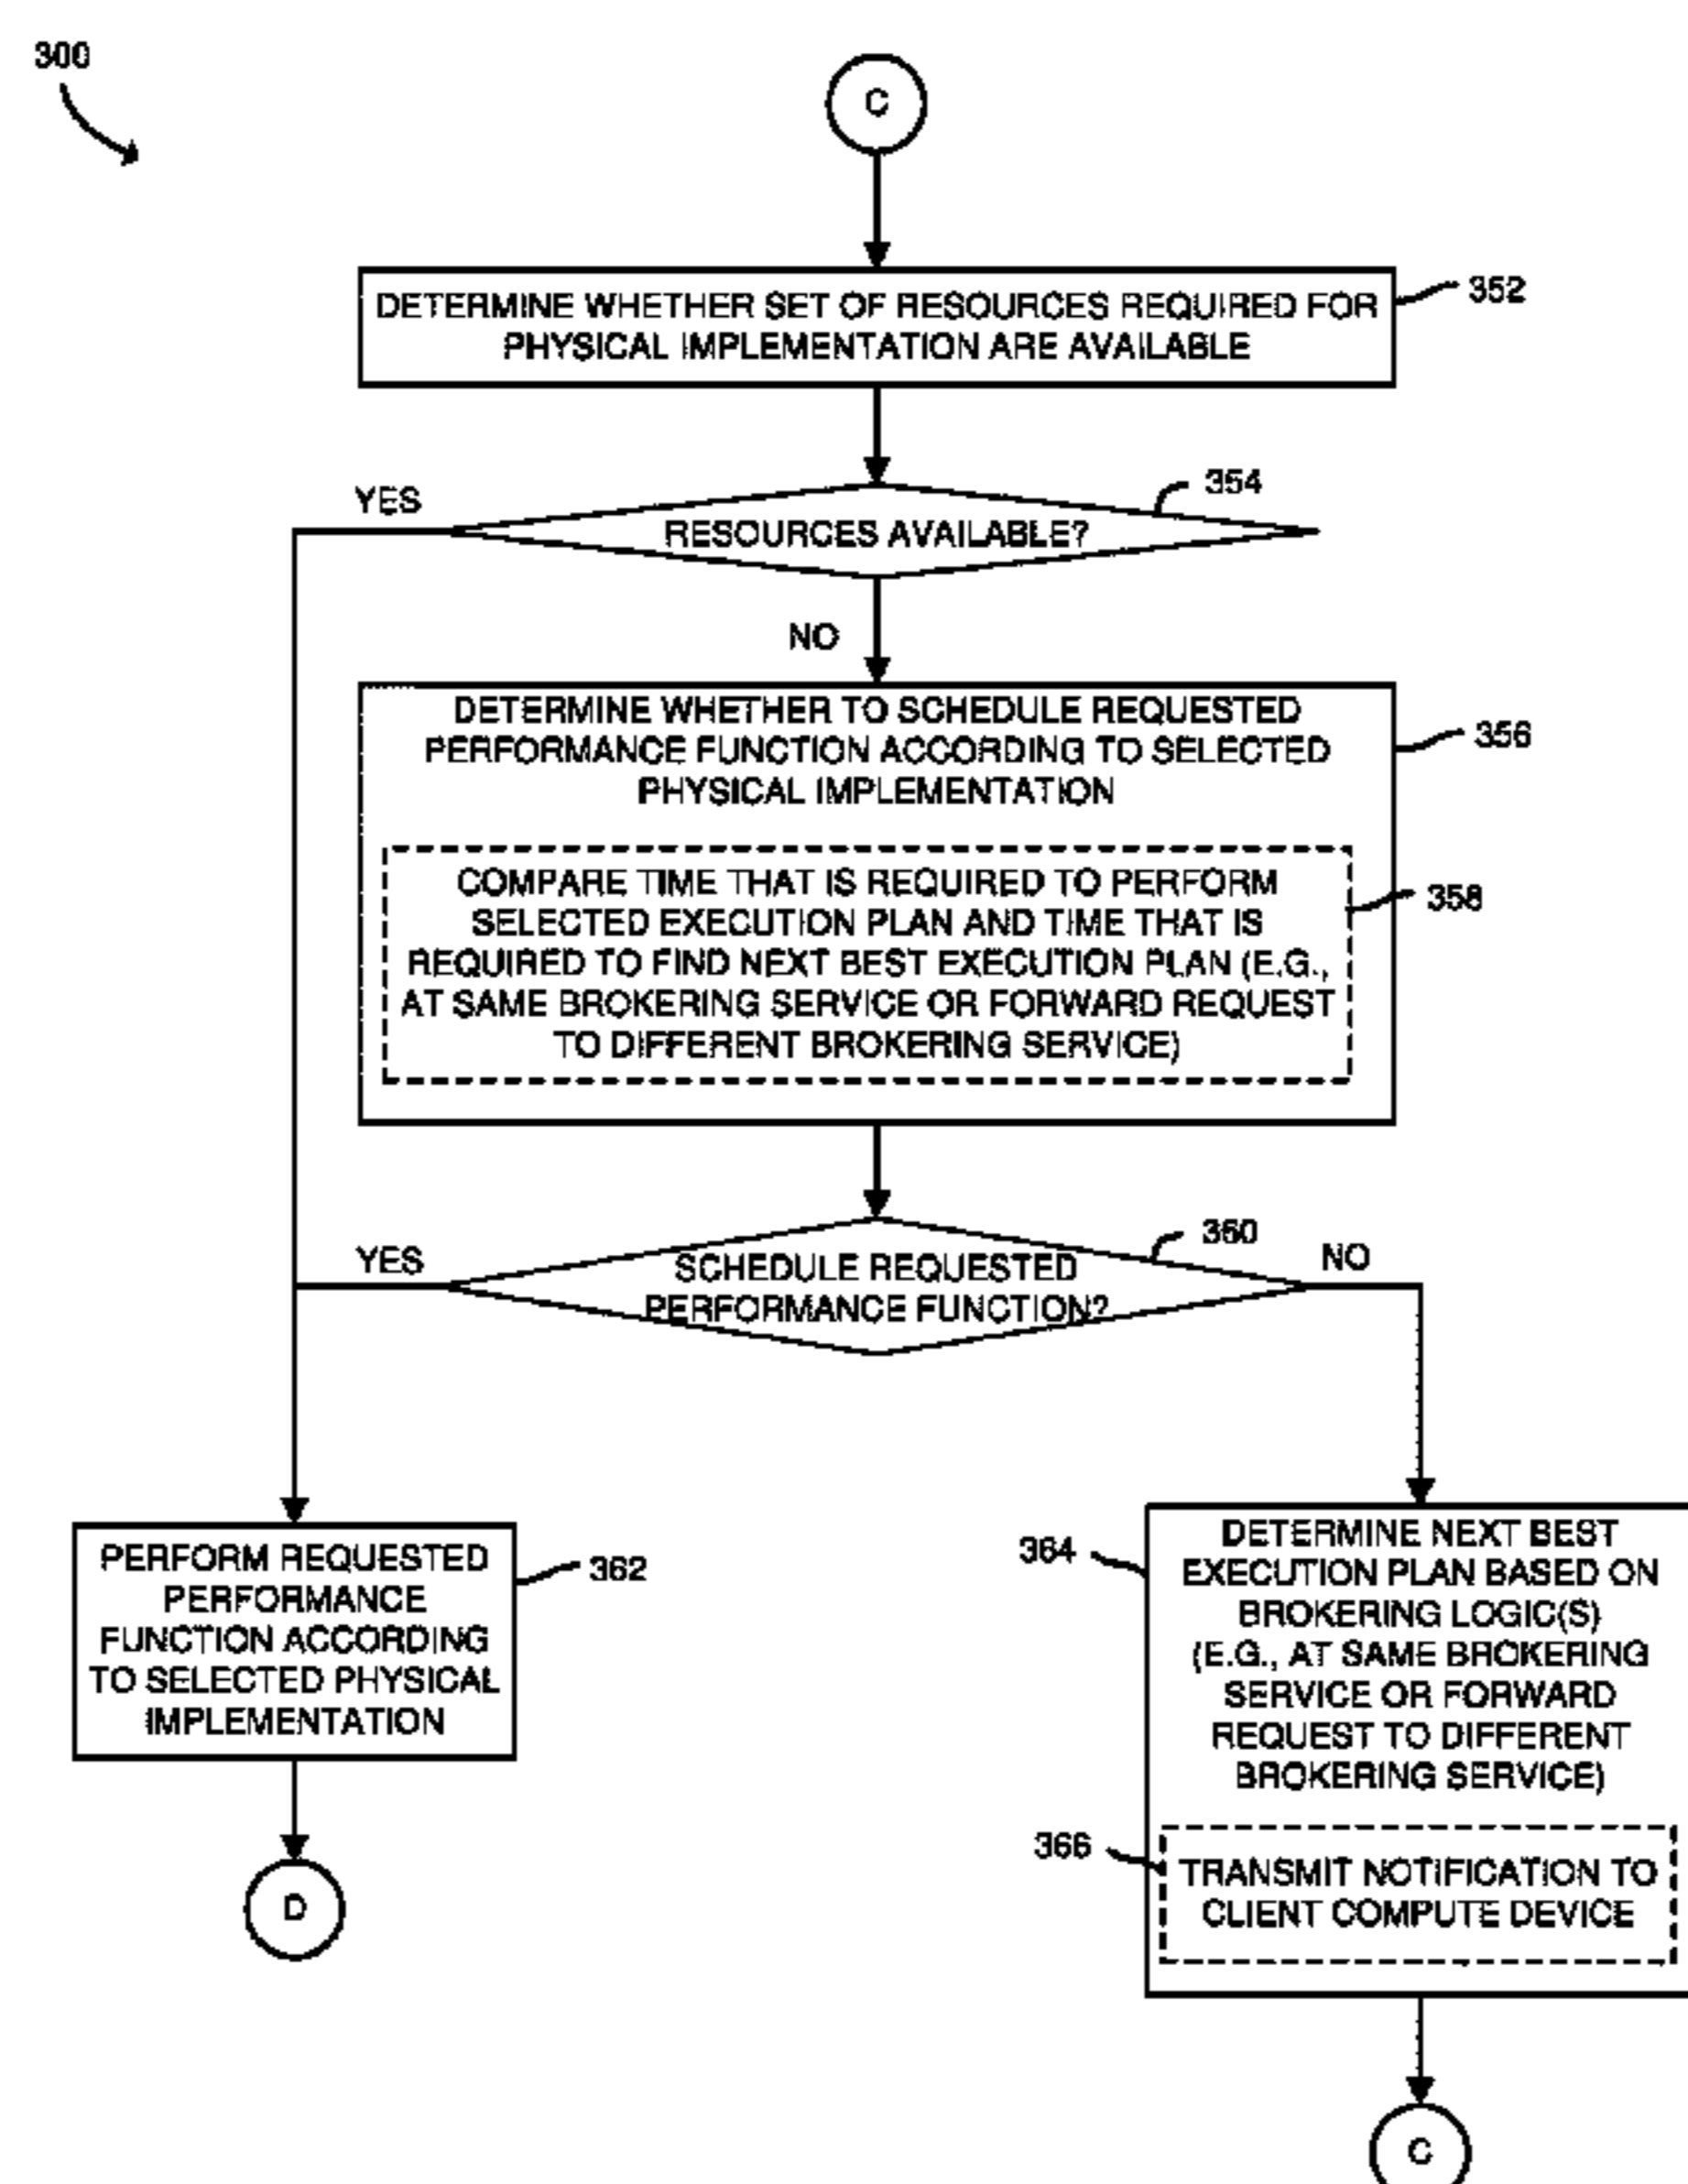 300
C
DETERMINE WHETHER SET OF RESOURCES REQUIRED FOR
PHYSICAL IMPLEMENTATION ARE AVAILABLE
352
354
YES
RESOURCES AVAILABLE?
NO
DETERMINE WHETHER TO SCHEDULE REQUESTED
PERFORMANCE FUNCTION ACCORDING TO SELECTED
PHYSICAL IMPLEMENTATION
356
COMPARE TIME THAT IS REQUIRED TO PERFORM
SELECTED EXECUTION PLAN AND TIME THAT IS
REQUIRED TO FIND NEXT BEST EXECUTION PLAN (E.G.,
AT SAME BROKERING SERVICE OR FORWARD REQUEST
TO DIFFERENT BROKERING SERVICE)
358
360
YES
SCHEDULE REQUESTED
PERFORMANCE FUNCTION?
NO
PERFORM REQUESTED
PERFORMANCE
FUNCTION ACCORDING
TO SELECTED PHYSICAL
IMPLEMENTATION
362
D
364
DETERMINE NEXT BEST
EXECUTION PLAN BASED ON
BROKERING LOGIC(S)
(E.G., AT SAME BROKERING
SERVICE OR FORWARD
REQUEST TO DIFFERENT
BROKERING SERVICE)
366
TRANSMIT NOTIFICATION TO
CLIENT COMPUTE DEVICE
C